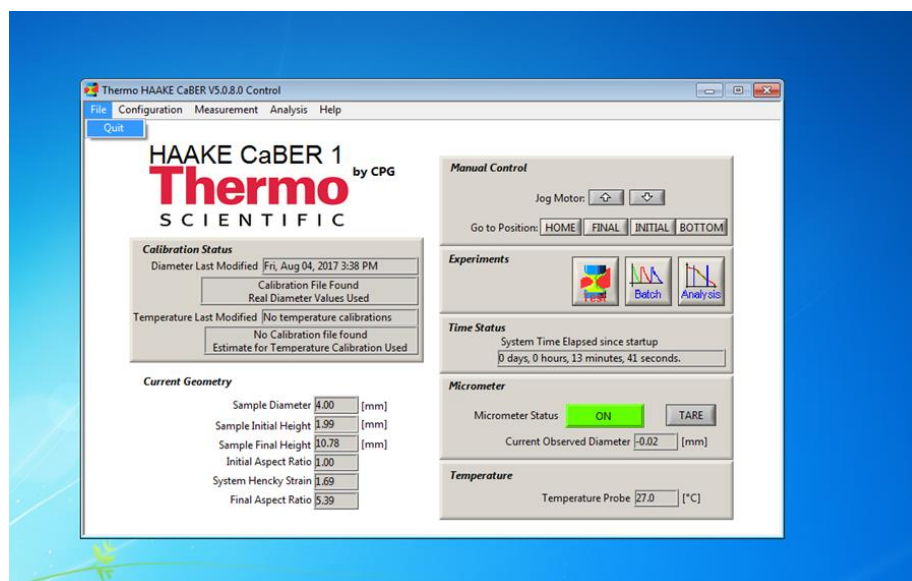 Thermo HAAKE CaBER V5.0.8.0 Control
File Configuration Measurement Analysis Help
Quit
HAAKE CaBER 1
by CPG
Thermo
SCIENTIFIC
Calibration Status
Diameter Last Modified Fri, Aug 04, 2017 3:38 PM
Calibration File Found
Real Diameter Values Used
Temperature Last Modified No temperature calibrations
No Calibration file found
Estimate for Temperature Calibration Used
Current Geometry
Sample Diameter 4.00 [mm]
Sample Initial Height 1.99 [mm]
Sample Final Height 10.78 [mm]
Initial Aspect Ratio 1.00
System Hencky Strain 1.69
Final Aspect Ratio 5.39
Manual Control
Jog Motor:
Go to Position: HOME FINAL INITIAL BOTTOM
Experiments
Test Batch Analysis
Time Status
System Time Elapsed since startup
0 days, 0 hours, 13 minutes, 41 seconds.
Micrometer
Micrometer Status ON TARE
Current Observed Diameter -0.02 [mm]
Temperature
Temperature Probe 27.0 [°C]